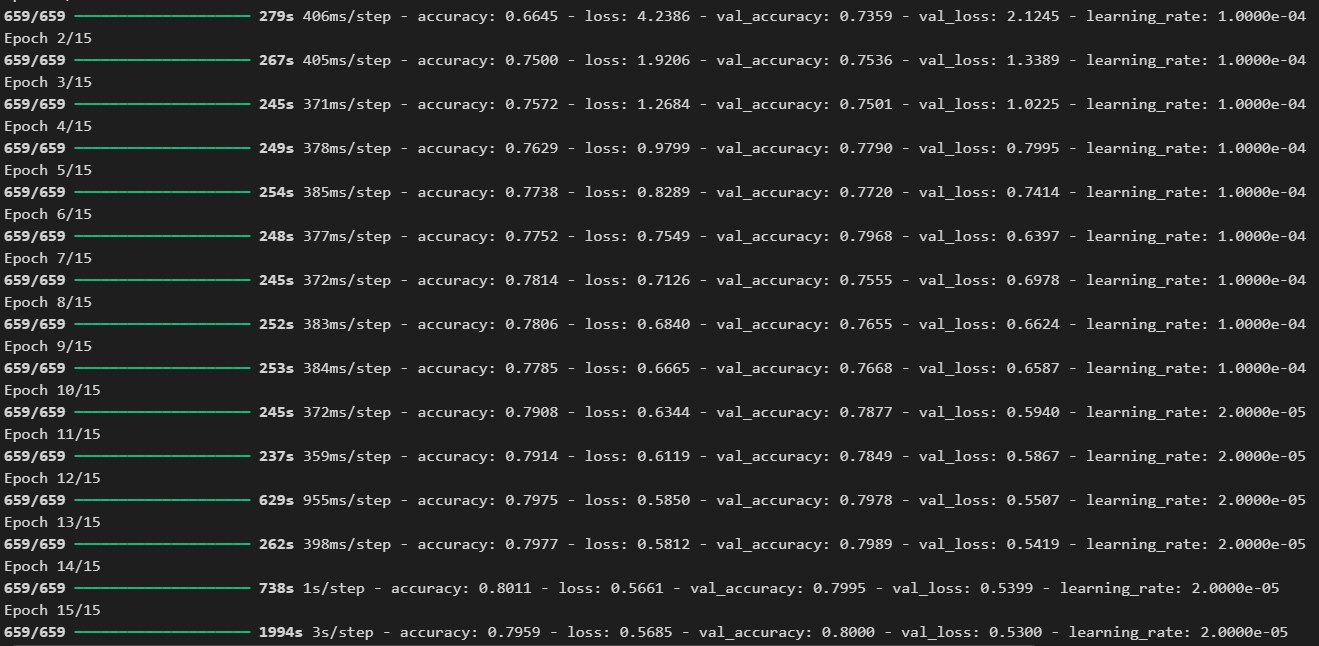 659/659 ━━━━━━━━━━━━━━━━━━━━ 279s 406ms/step - accuracy: 0.6645 - loss: 4.2386 - val_accuracy: 0.7359 - val_loss: 2.1245 - learning_rate: 1.0000e-04
Epoch 2/15
659/659 ━━━━━━━━━━━━━━━━━━━━ 267s 405ms/step - accuracy: 0.7500 - loss: 1.9206 - val_accuracy: 0.7536 - val_loss: 1.3389 - learning_rate: 1.0000e-04
Epoch 3/15
659/659 ━━━━━━━━━━━━━━━━━━━━ 245s 371ms/step - accuracy: 0.7572 - loss: 1.2684 - val_accuracy: 0.7501 - val_loss: 1.0225 - learning_rate: 1.0000e-04
Epoch 4/15
659/659 ━━━━━━━━━━━━━━━━━━━━ 249s 378ms/step - accuracy: 0.7629 - loss: 0.9799 - val_accuracy: 0.7790 - val_loss: 0.7995 - learning_rate: 1.0000e-04
Epoch 5/15
659/659 ━━━━━━━━━━━━━━━━━━━━ 254s 385ms/step - accuracy: 0.7738 - loss: 0.8289 - val_accuracy: 0.7720 - val_loss: 0.7414 - learning_rate: 1.0000e-04
Epoch 6/15
659/659 ━━━━━━━━━━━━━━━━━━━━ 248s 377ms/step - accuracy: 0.7752 - loss: 0.7549 - val_accuracy: 0.7968 - val_loss: 0.6397 - learning_rate: 1.0000e-04
Epoch 7/15
659/659 ━━━━━━━━━━━━━━━━━━━━ 245s 372ms/step - accuracy: 0.7814 - loss: 0.7126 - val_accuracy: 0.7555 - val_loss: 0.6978 - learning_rate: 1.0000e-04
Epoch 8/15
659/659 ━━━━━━━━━━━━━━━━━━━━ 252s 383ms/step - accuracy: 0.7806 - loss: 0.6840 - val_accuracy: 0.7655 - val_loss: 0.6624 - learning_rate: 1.0000e-04
Epoch 9/15
659/659 ━━━━━━━━━━━━━━━━━━━━ 253s 384ms/step - accuracy: 0.7785 - loss: 0.6665 - val_accuracy: 0.7668 - val_loss: 0.6587 - learning_rate: 1.0000e-04
Epoch 10/15
659/659 ━━━━━━━━━━━━━━━━━━━━ 245s 372ms/step - accuracy: 0.7908 - loss: 0.6344 - val_accuracy: 0.7877 - val_loss: 0.5940 - learning_rate: 2.0000e-05
Epoch 11/15
659/659 ━━━━━━━━━━━━━━━━━━━━ 237s 359ms/step - accuracy: 0.7914 - loss: 0.6119 - val_accuracy: 0.7849 - val_loss: 0.5867 - learning_rate: 2.0000e-05
Epoch 12/15
659/659 ━━━━━━━━━━━━━━━━━━━━ 629s 955ms/step - accuracy: 0.7975 - loss: 0.5850 - val_accuracy: 0.7978 - val_loss: 0.5507 - learning_rate: 2.0000e-05
Epoch 13/15
659/659 ━━━━━━━━━━━━━━━━━━━━ 262s 398ms/step - accuracy: 0.7977 - loss: 0.5812 - val_accuracy: 0.7989 - val_loss: 0.5419 - learning_rate: 2.0000e-05
Epoch 14/15
659/659 ━━━━━━━━━━━━━━━━━━━━ 738s 1s/step - accuracy: 0.8011 - loss: 0.5661 - val_accuracy: 0.7995 - val_loss: 0.5399 - learning_rate: 2.0000e-05
Epoch 15/15
659/659 ━━━━━━━━━━━━━━━━━━━━ 1994s 3s/step - accuracy: 0.7959 - loss: 0.5685 - val_accuracy: 0.8000 - val_loss: 0.5300 - learning_rate: 2.0000e-05